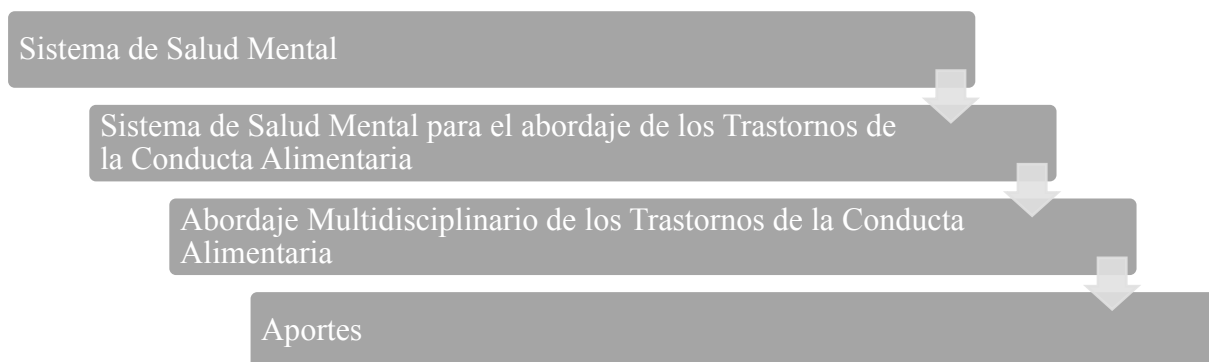 Sistema de Salud Mental
Sistema de Salud Mental para el abordaje de los Trastornos de
la Conducta Alimentaria
Abordaje Multidisciplinario de los Trastornos de la Conducta
Alimentaria
Aportes